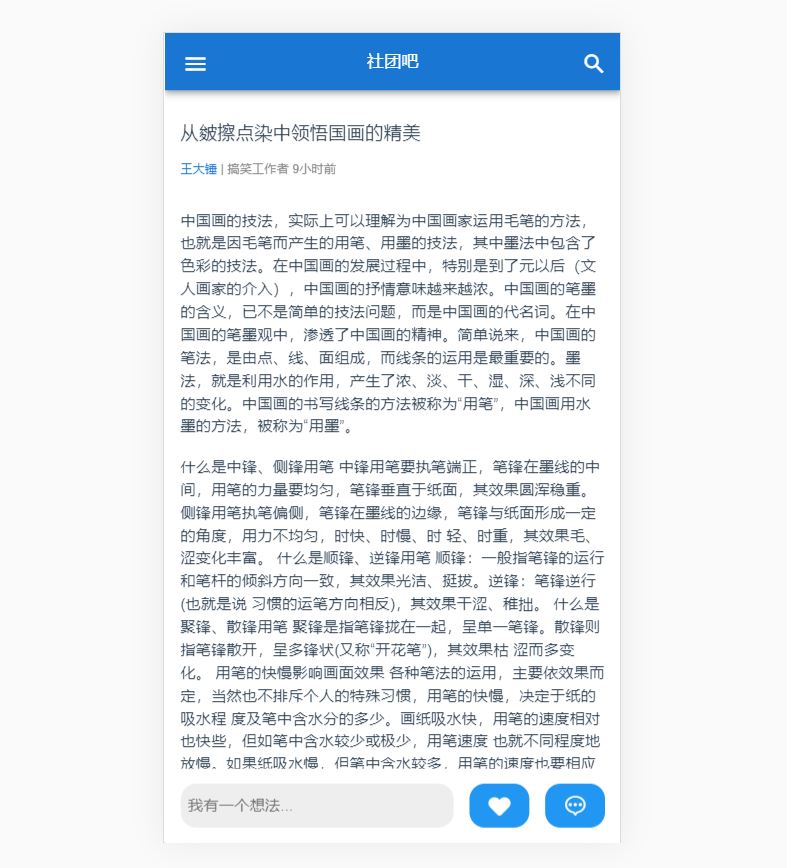 社团吧
从皴擦点染中领悟国画的精美
王大锤 | 搞笑工作者 9小时前
中国画的技法，实际上可以理解为中国画家运用毛笔的方法，
也就是因毛笔而产生的用笔、用墨的技法，其中墨法中包含了
色彩的技法。在中国画的发展过程中，特别是到了元以后（文
人画家的介入），中国画的抒情意味越来越浓。中国画的笔墨
的含义，已不是简单的技法问题，而是中国画的代名词。在中
国画的笔墨观中，渗透了中国画的精神。简单说来，中国画的
笔法，是由点、线、面组成，而线条的运用是最重要的。墨
法，就是利用水的作用，产生了浓、淡、干、湿、深、浅不同
的变化。中国画的书写线条的方法被称为“用笔”，中国画用水
墨的方法，被称为“用墨”。
什么是中锋、侧锋用笔 中锋用笔要执笔端正，笔锋在墨线的中
间，用笔的力量要均匀，笔锋垂直于纸面，其效果圆浑稳重。
侧锋用笔执笔偏侧，笔锋在墨线的边缘，笔锋与纸面形成一定
的角度，用力不均匀，时快、时慢、时 轻、时重，其效果毛、
涩变化丰富。 什么是顺锋、逆锋用笔 顺锋：一般指笔锋的运行
和笔杆的倾斜方向一致，其效果光洁、挺拔。逆锋：笔锋逆行
(也就是说 习惯的运笔方向相反)，其效果干涩、稚拙。 什么是
聚锋、散锋用笔 聚锋是指笔锋拢在一起，呈单一笔锋。散锋则
指笔锋散开，呈多锋状(又称“开花笔”)，其效果枯 涩而多变
化。 用笔的快慢影响画面效果 各种笔法的运用，主要依效果而
定，当然也不排斥个人的特殊习惯，用笔的快慢，决定于纸的
吸水程 度及笔中含水分的多少。画纸吸水快，用笔的速度相对
也快些，但如笔中含水较少或极少，用笔速度 也就不同程度地
放慢。如果纸吸水慢，但笔中含水较多，用笔的速度也要相应
我有一个想法...